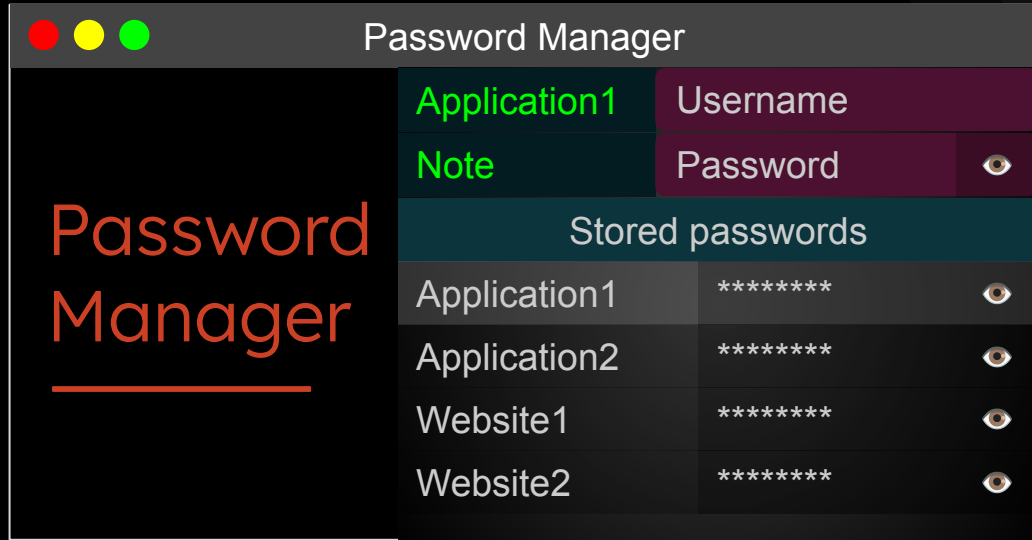 Password Manager
Password
Manager
Application1 Username
Note Password
Stored passwords
Application1 ********
Application2 ********
Website1 ********
Website2 ********